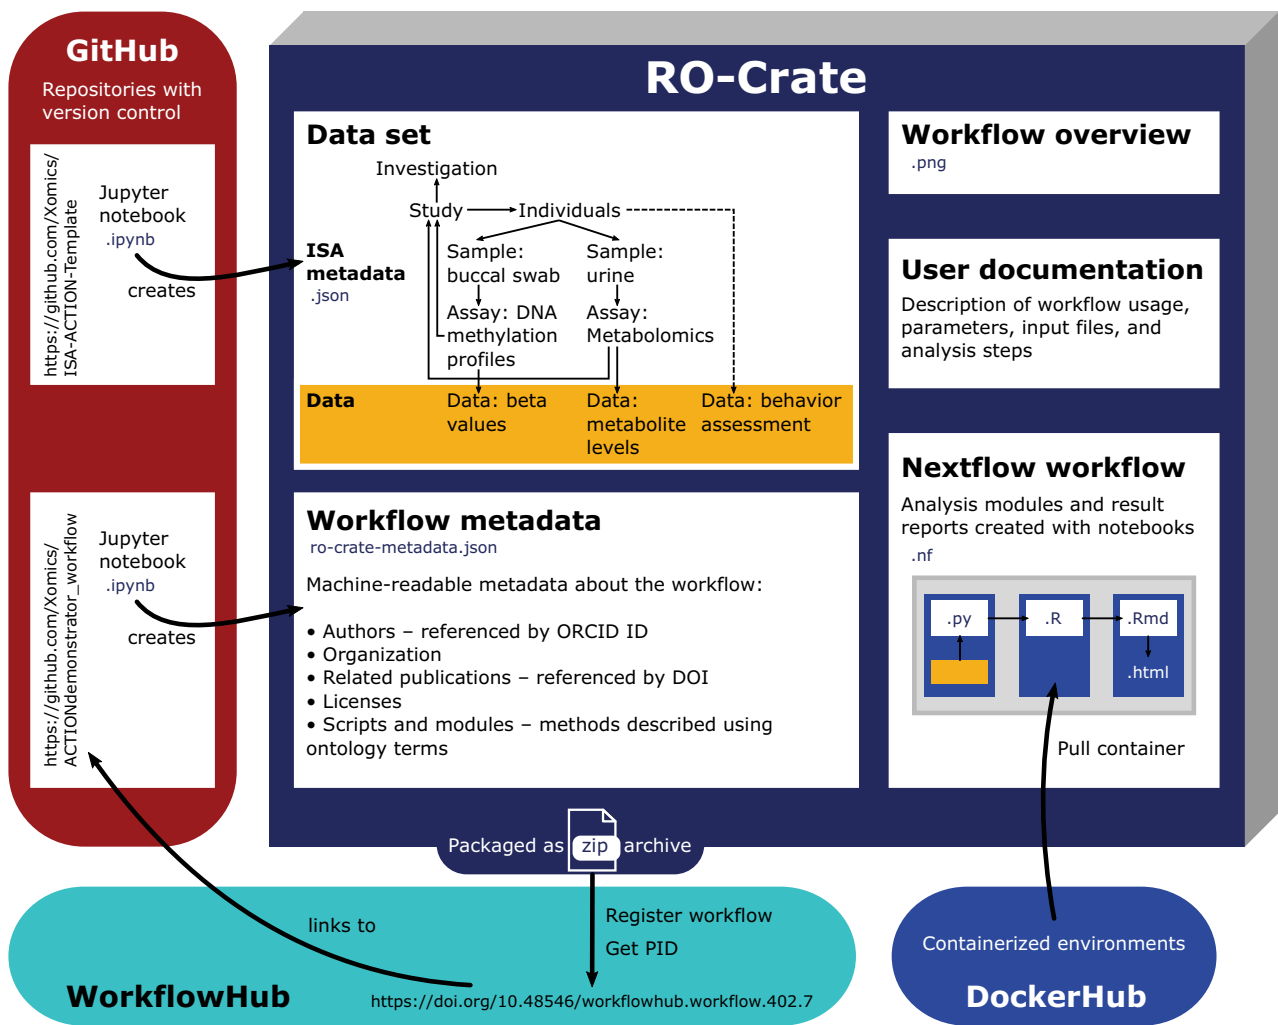 GitHub
Repositories with
version control
https://github.com/Xomics/
ISA-ACTION-Template
Jupyter
notebook
.ipynb
creates
https://github.com/Xomics/
ACTIONdemonstrator_workflow
Jupyter
notebook
.ipynb
creates
RO-Crate
Data set
Investigation
Study
Individuals
ISA
metadata
.json
Sample:
buccal swab
Sample:
urine
Assay: DNA
methylation
profiles
Assay:
Metabolomics
Data
Data: beta
values
Data:
metabolite
levels
Data: behavior
assessment
Workflow metadata
ro-crate-metadata.json
Machine-readable metadata about the workflow:
• Authors – referenced by ORCID ID
• Organization
• Related publications – referenced by DOI
• Licenses
• Scripts and modules – methods described using
ontology terms
Workflow overview
.png
User documentation
Description of workflow usage,
parameters, input files, and
analysis steps
Nextflow workflow
Analysis modules and result
reports created with notebooks
.nf
.py
.R
.Rmd
.html
Pull container
Packaged as zip archive
links to
Register workflow
Get PID
WorkflowHub
https://doi.org/10.48546/workflowhub.workflow.402.7
Containerized environments
DockerHub